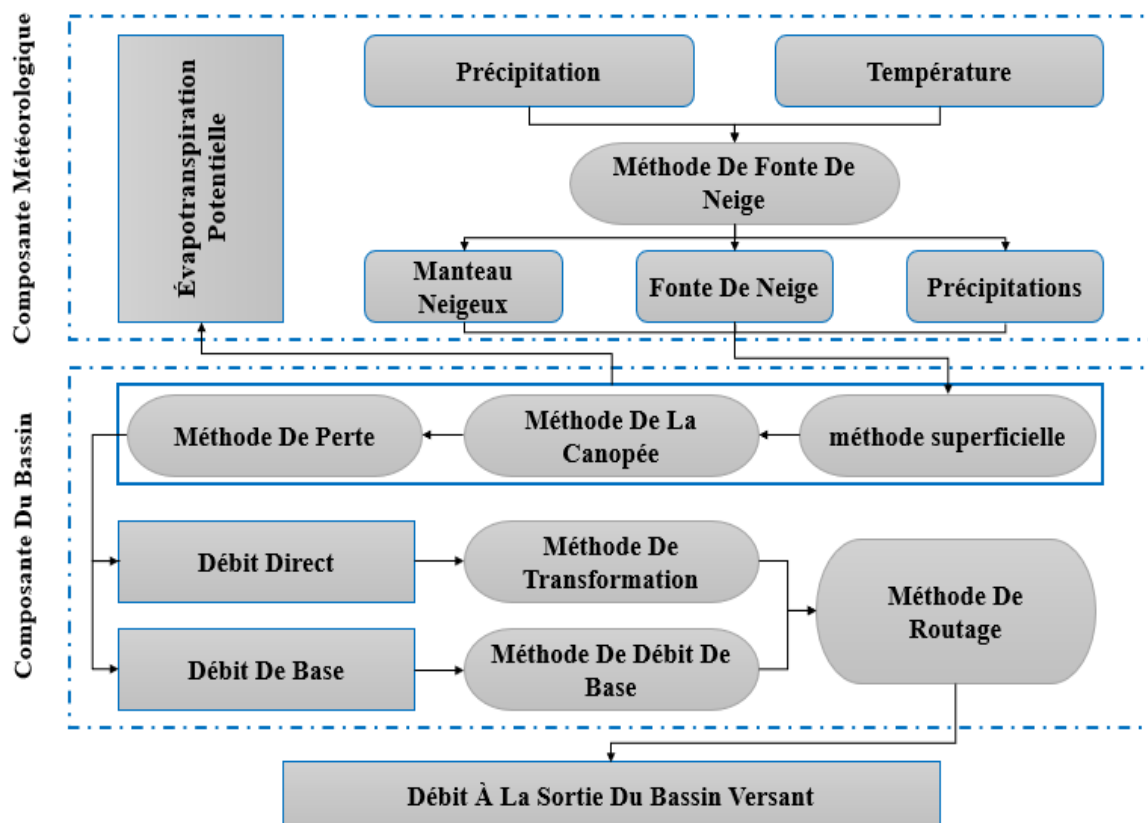 Composante Météorologique
Évapotranspiration
Potentielle
Précipitation
Température
Méthode De Fonte De
Neige
Manteau
Neigeux
Fonte De Neige
Précipitations
Composante Du Bassin
Méthode De Perte
Méthode De La
Canopée
méthode superficielle
Débit Direct
Méthode De
Transformation
Méthode De
Routage
Débit De Base
Méthode De Débit De
Base
Débit À La Sortie Du Bassin Versant